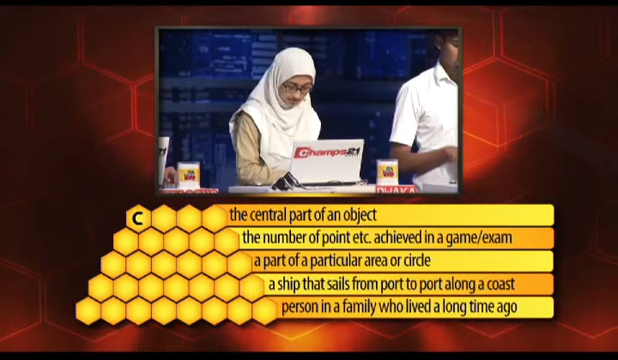 Champs21
DHAKA
C the central part of an object
the number of point etc. achieved in a game/exam
a part of a particular area or circle
a ship that sails from port to port along a coast
person in a family who lived a long time ago